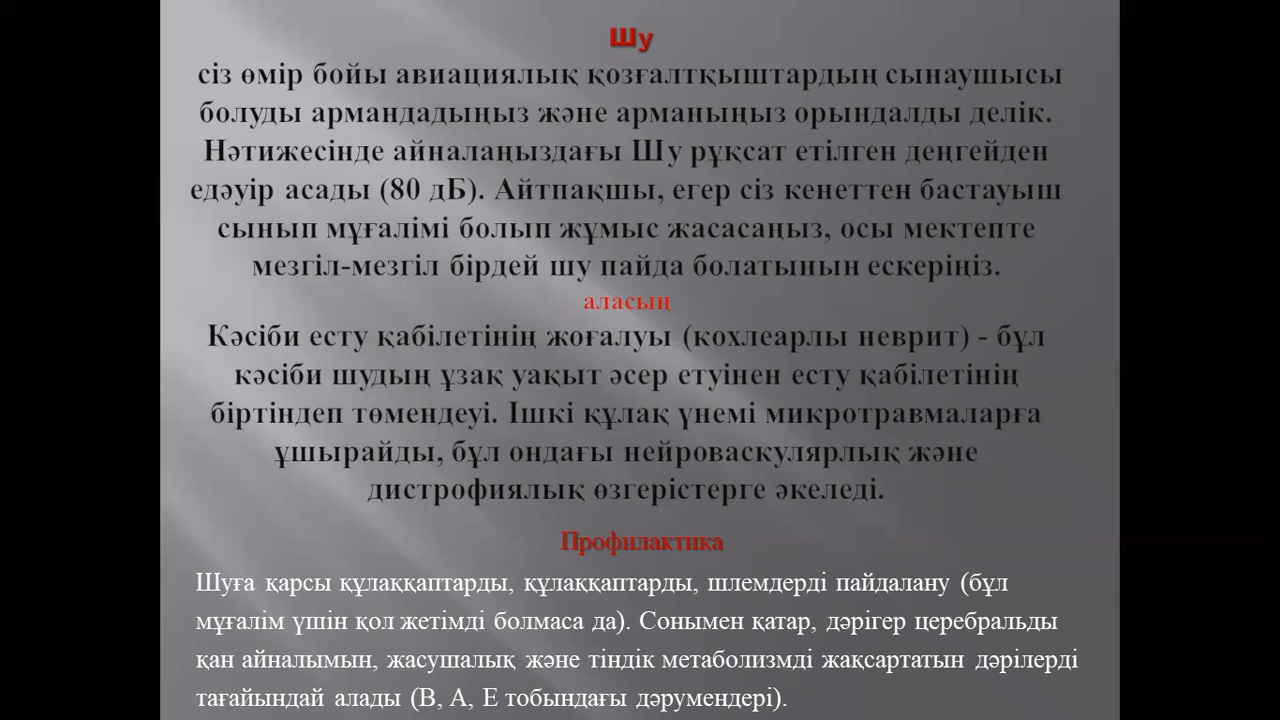 Шу
сіз өмір бойы авиациялық қозғалтқыштардың сынаушысы
болуды армандадыңыз және арманыңыз орындалды делік.
Нәтижесінде айналаңыздағы Шу рұқсат етілген деңгейден
едәуір асады (80 дБ). Айтпақшы, егер сіз кенеттен бастауыш
сынып мұғалімі болып жұмыс жасасаңыз, осы мектепте
мезгіл-мезгіл бірдей шу пайда болатынын ескеріңіз.
аласың
Кәсіби есту қабілетінің жоғалуы (кохлеарлы неврит) - бұл
кәсіби шудың ұзақ уақыт әсер етуінен есту қабілетінің
біртіндеп төмендеуі. Ішкі құлақ үнемі микротравмаларға
ұшырайды, бұл ондағы нейроваскулярлық және
дистрофиялық өзгерістерге әкеледі.
Профилактика
Шуға қарсы құлаққаптарды, құлаққаптарды, шлемдерді пайдалану (бұл
мұғалім үшін қол жетімді болмаса да). Сонымен қатар, дәрігер церебральды
қан айналымын, жасушалық және тіндік метаболизмді жақсартатын дәрілерді
тағайындай алады (В, А, Е тобындағы дәрумендері).